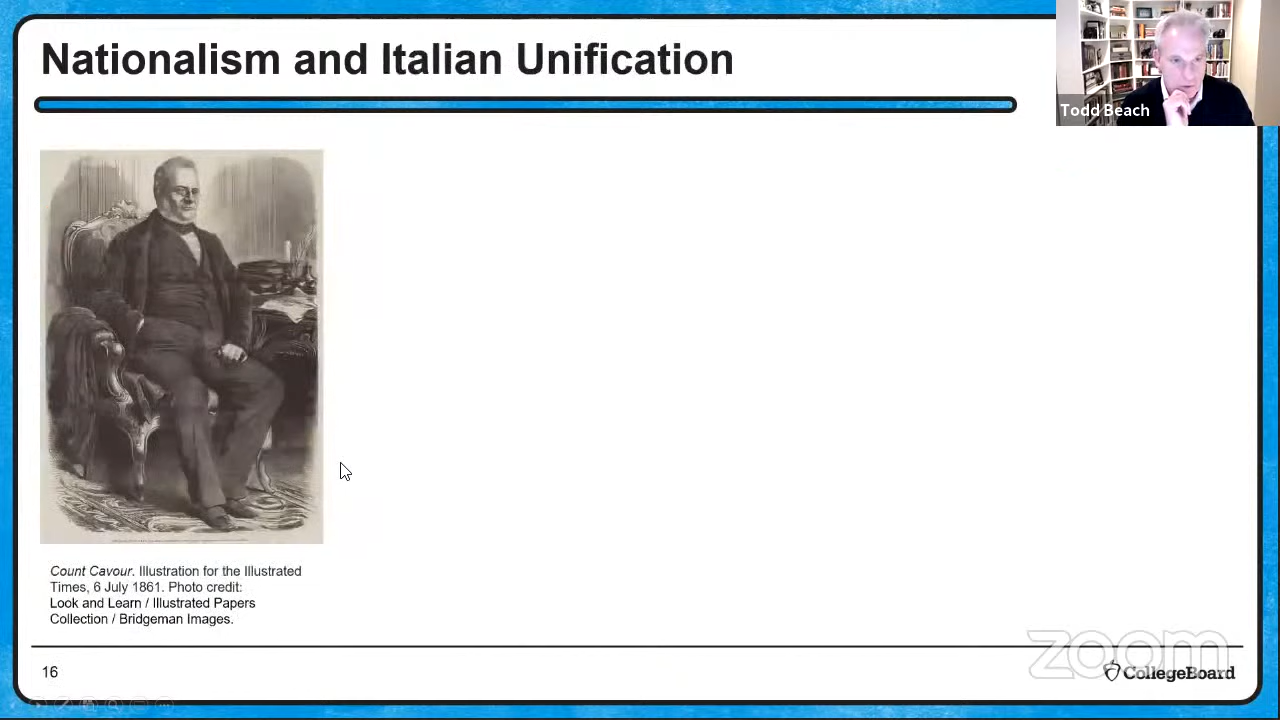 Nationalism and Italian Unification
Todd Beach
Count Cavour. Illustration for the Illustrated
Times, 6 July 1861. Photo credit:
Look and Learn / Illustrated Papers
Collection / Bridgeman Images.
zoom
16
CollegeBoard